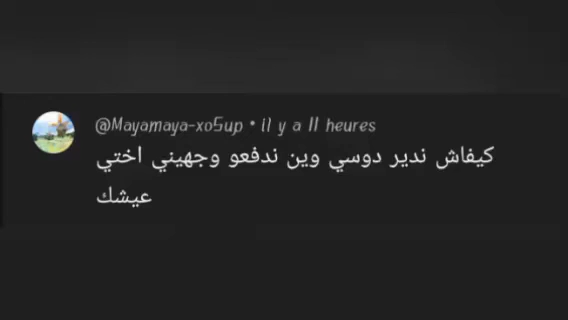 @Mayamaya-xo5up • il y a 11 heures
كيفاش ندير دوسي وين ندفعو وجهيني اختي
عيشك